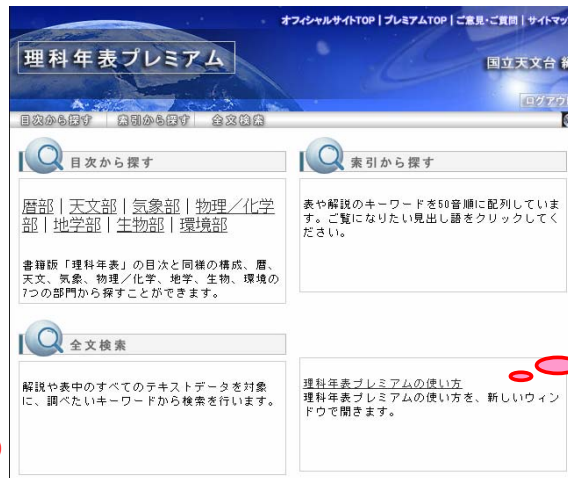 オフィシャルサイトTOP | プレミアムTOP | ご意見・ご質問 | サイトマッ
理科年表プレミアム
国立天文台 編
ログアウト
目次から探す 索引から探す 全文検索
目次から探す
暦部 | 天文部 | 気象部 | 物理／化学
部 | 地学部 | 生物部 | 環境部
書籍版「理科年表」の目次と同様の構成、暦、
天文、気象、物理／化学、地学、生物、環境の
7つの部門から探すことができます。
索引から探す
表や解説のキーワードを50音順に配列していま
す。ご覧になりたい見出し語をクリックしてく
ださい。
全文検索
解説や表中のすべてのテキストデータを対象
に、調べたいキーワードから検索を行います。
理科年表プレミアムの使い方
理科年表プレミアムの使い方を、新しいウィン
ドウで開きます。